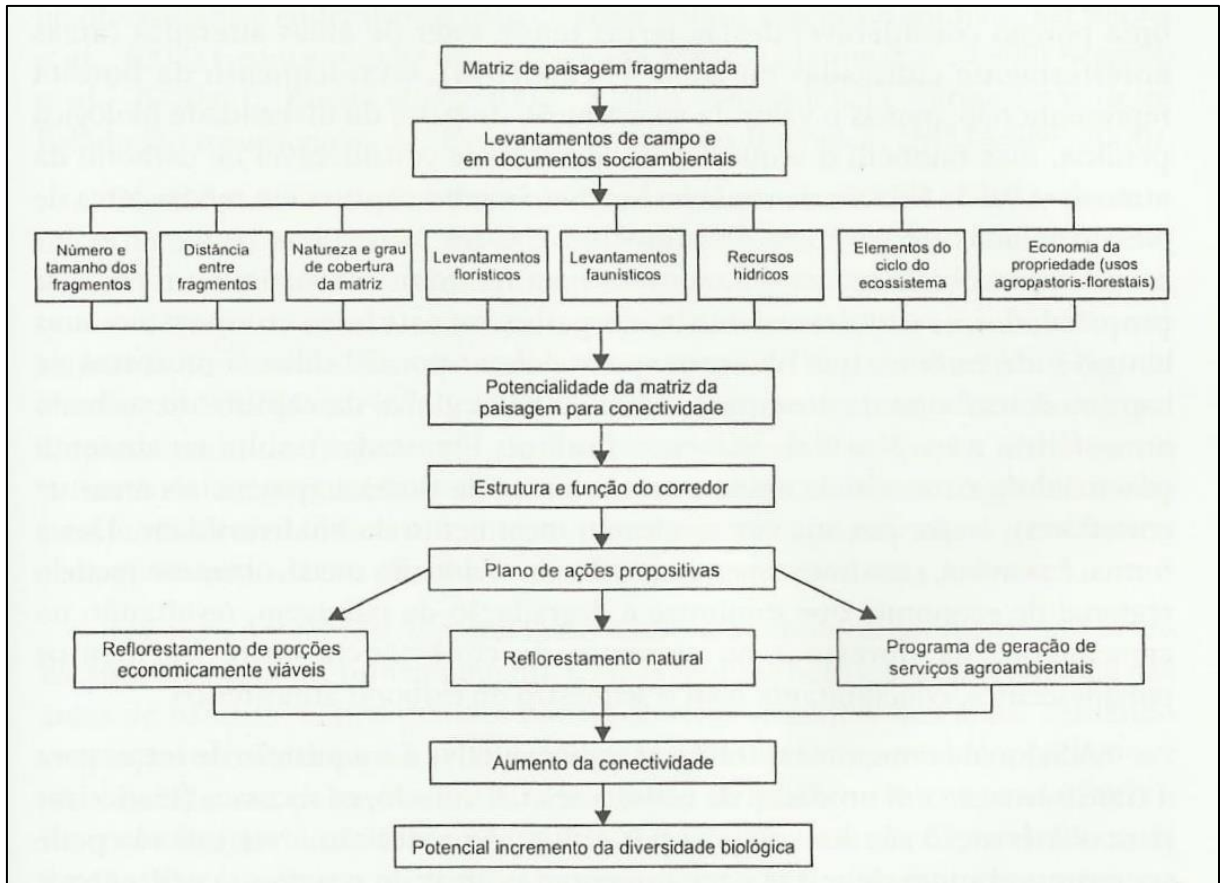 Matriz de paisagem fragmentada
Levantamentos de campo e
em documentos socioambientais
Número e
tamanho dos
fragmentos
Distância
entre
fragmentos
Natureza e grau
de cobertura
da matriz
Levantamentos
florísticos
Levantamentos
faunísticos
Recursos
hídricos
Elementos do
ciclo do
ecossistema
Economia da
propriedade (usos
agropastoris-florestais)
Potencialidade da matriz da
paisagem para conectividade
Estrutura e função do corredor
Plano de ações propositivas
Reflorestamento de porções
economicamente viáveis
Reflorestamento natural
Programa de geração de
serviços agroambientais
Aumento da conectividade
Potencial incremento da diversidade biológica